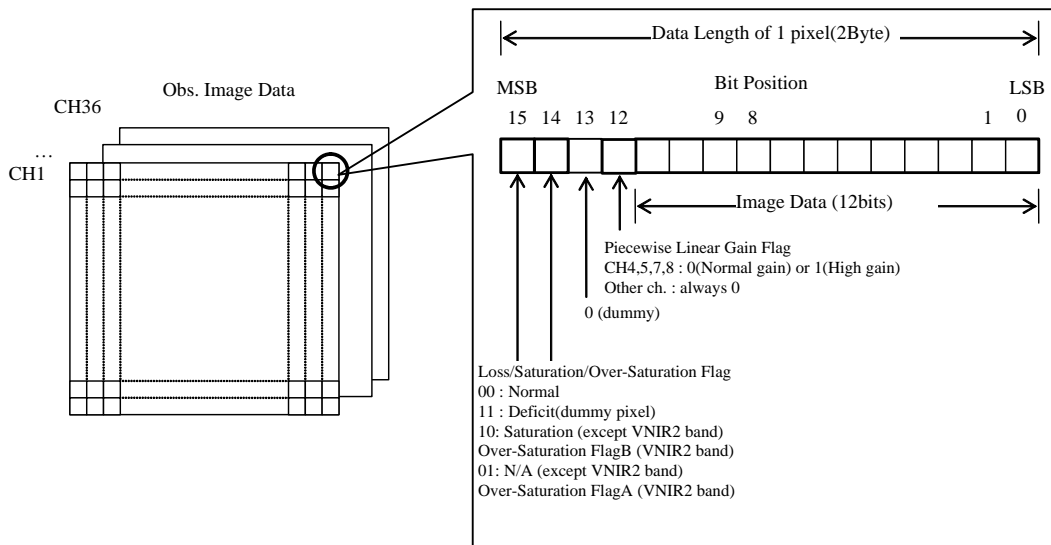 Data Length of 1 pixel(2Byte)
Obs. Image Data
MSB
Bit Position
LSB
CH36
15 14 13 12 9 8 1 0
…
CH1
Image Data (12bits)
Piecewise Linear Gain Flag
CH4,5,7,8 : 0(Normal gain) or 1(High gain)
Other ch. : always 0
0 (dummy)
Loss/Saturation/Over-Saturation Flag
00 : Normal
11 : Deficit(dummy pixel)
10: Saturation (except VNIR2 band)
Over-Saturation FlagB (VNIR2 band)
01: N/A (except VNIR2 band)
Over-Saturation FlagA (VNIR2 band)